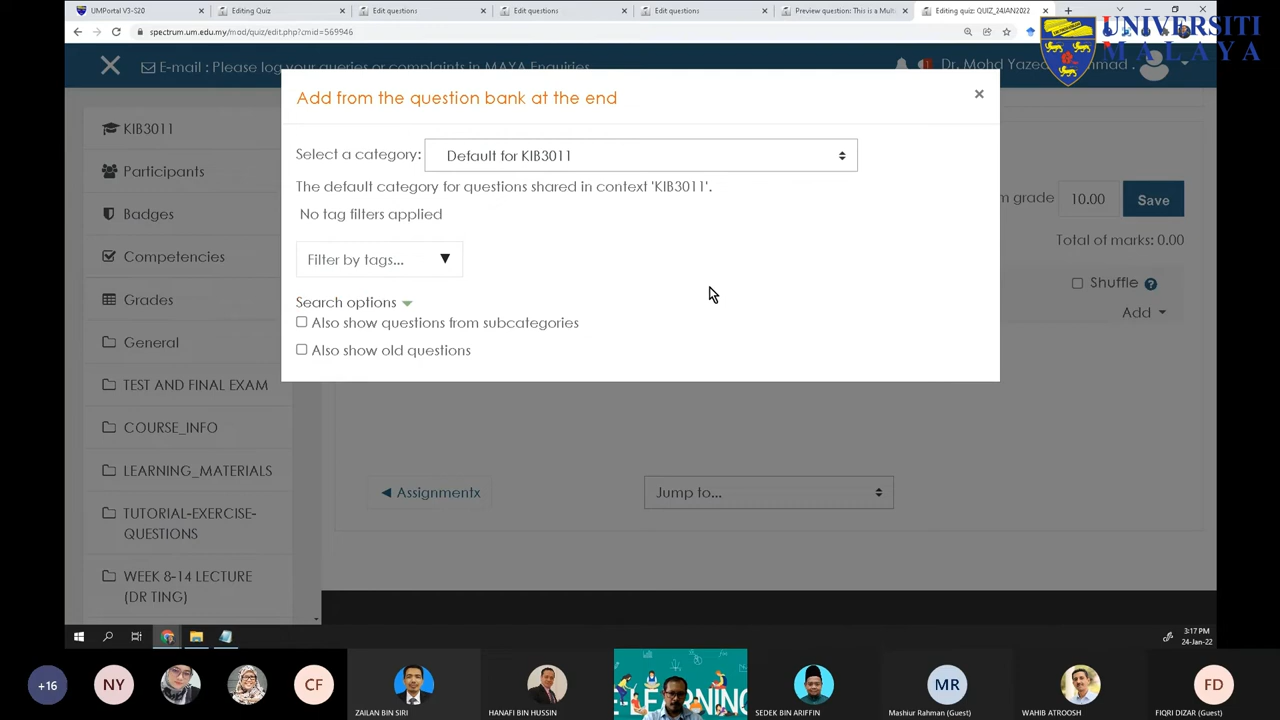 UMPortal V3-S20
Editing Quiz
Edit questions
Edit questions
Edit questions
Preview question: This is a Mult
Editing quiz: QUIZ_24JAN2022
spectrum.um.edu.my/mod/quiz/edit.php?cmid=569946
UNIVERSITI
MALAYA
E-mail : Please log your queries or complaints in MAYA Enquiries
Dr. Mohd Yazed
Add from the question bank at the end
×
KIB3011
Participants
Badges
Competencies
Grades
General
TEST AND FINAL EXAM
COURSE_INFO
LEARNING_MATERIALS
TUTORIAL-EXERCISE-
QUESTIONS
WEEK 8-14 LECTURE
(DR TING)
Select a category: Default for KIB3011
The default category for questions shared in context 'KIB3011'.
No tag filters applied
Filter by tags... ▼
Search options
Also show questions from subcategories
Also show old questions
m grade 10.00 Save
Total of marks: 0.00
Shuffle ?
Add
◄ Assignmentx
Jump to...
3:17 PM
24-Jan-22
+16
NY
CF
ZAILAN BIN SIRI
HANAFI BIN HUSSIN
E-LEARNING
SEDEK BIN ARIFFIN
MR
Mashiur Rahman (Guest)
WAHIB ATROOSH
FD
FIQRI DIZAR (Guest)